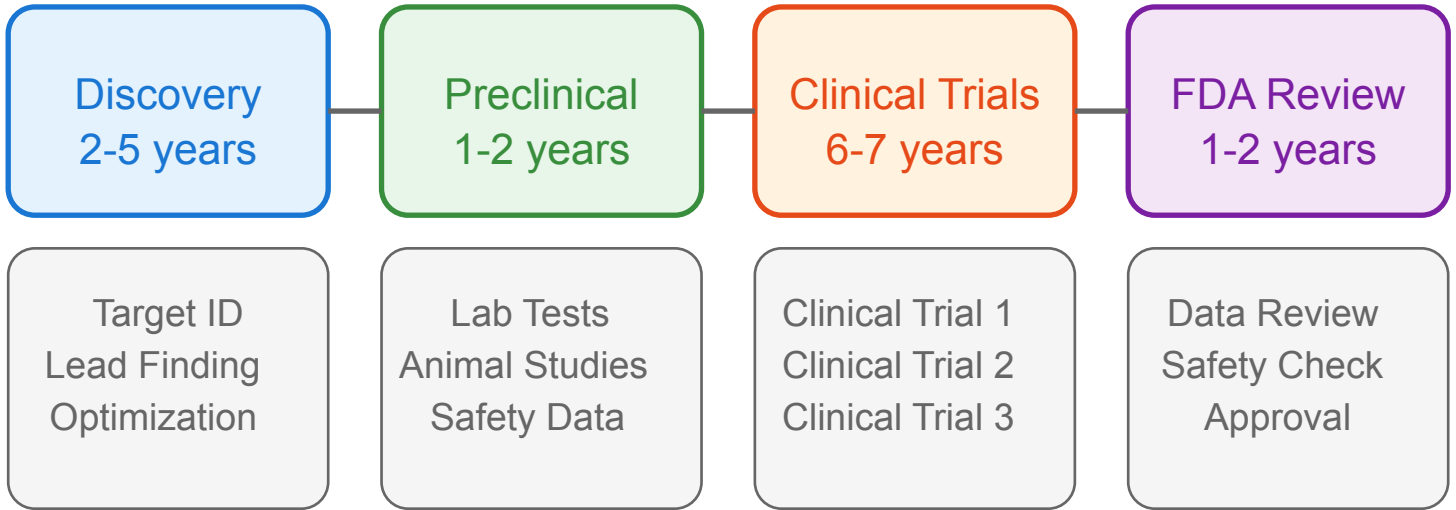 Discovery
2-5 years
Preclinical
1-2 years
Clinical Trials
6-7 years
FDA Review
1-2 years
Target ID
Lead Finding
Optimization
Lab Tests
Animal Studies
Safety Data
Clinical Trial 1
Clinical Trial 2
Clinical Trial 3
Data Review
Safety Check
Approval